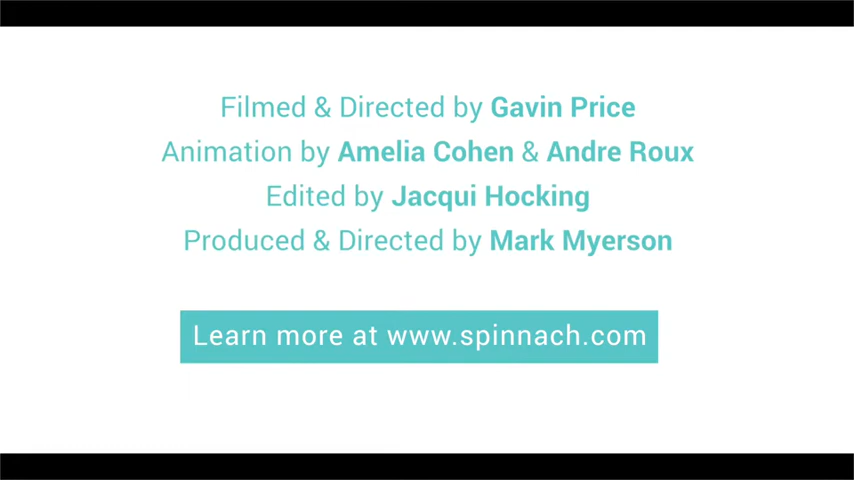 Filmed & Directed by Gavin Price
Animation by Amelia Cohen & Andre Roux
Edited by Jacqui Hocking
Produced & Directed by Mark Myerson
Learn more at www.spinnach.com